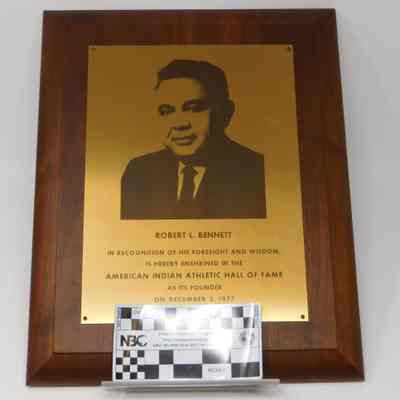 ROBERT L. BENNETT
IN RECOGNITION OF HIS FORESIGHT AND WISDOM,
IS HEREBY ENSHRINED IN THE
AMERICAN INDIAN ATHLETIC HALL OF FAME
AS ITS FOUNDER
ON DECEMBER 2, 1977
NBC